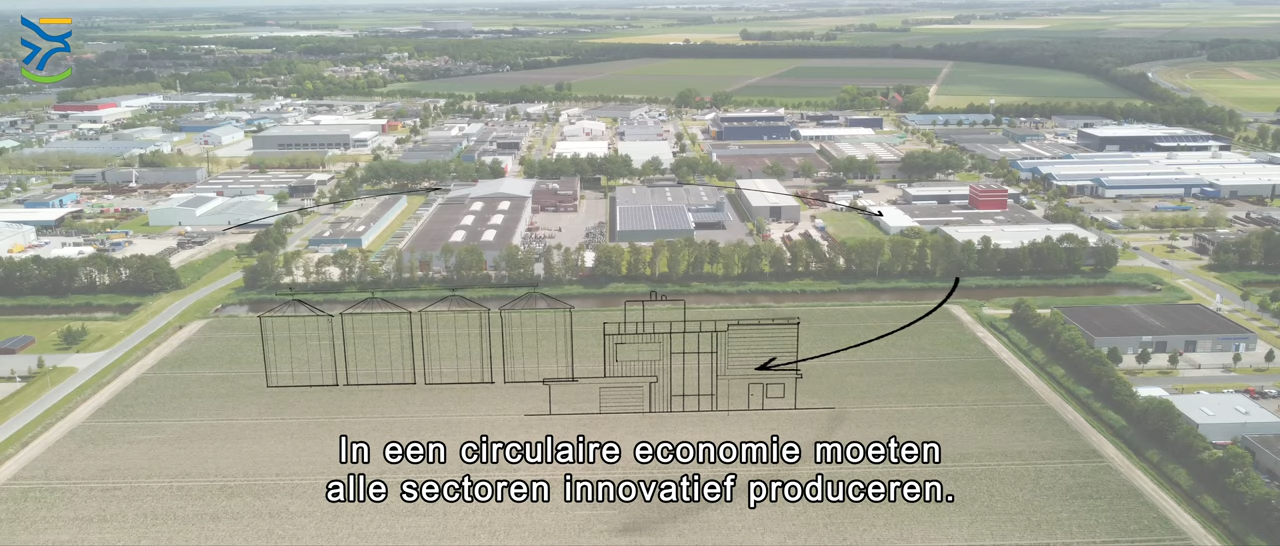 In een circulaire economie moeten
alle sectoren innovatief produceren.